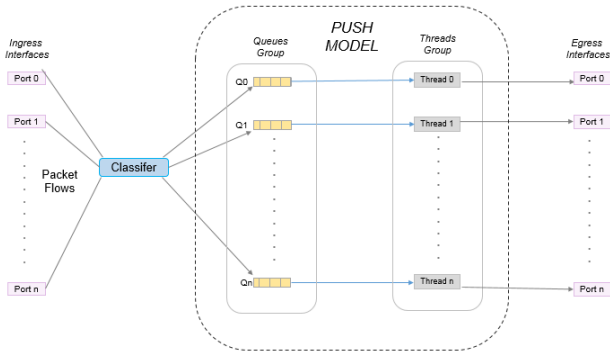 Ingress
Interfaces
Port 0
Port 1
Packet
Flows
Port n
Classifer
PUSH
MODEL
Queues
Group
Q0
Q1
Qn
Threads
Group
Thread 0
Thread 1
Thread n
Egress
Interfaces
Port 0
Port 1
Port n